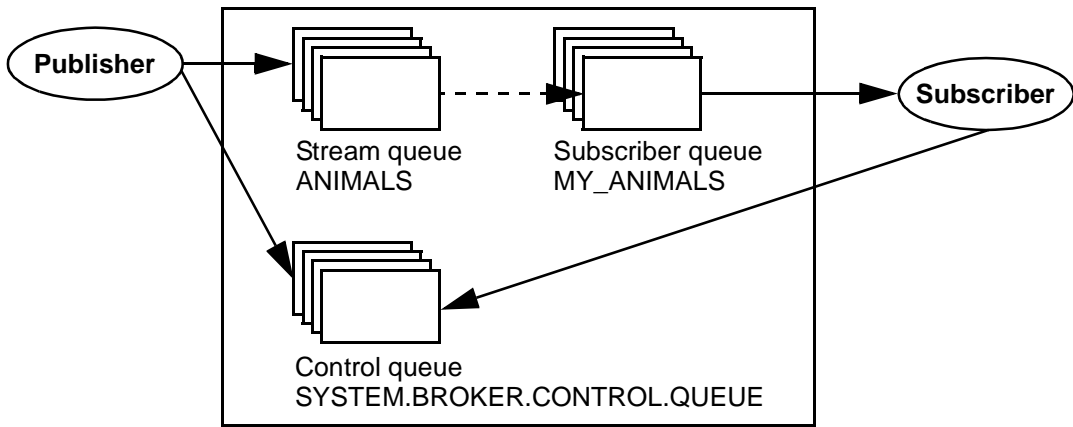 Publisher
Subscriber
Stream queue
ANIMALS
Subscriber queue
MY_ANIMALS
Control queue
SYSTEM.BROKER.CONTROL.QUEUE